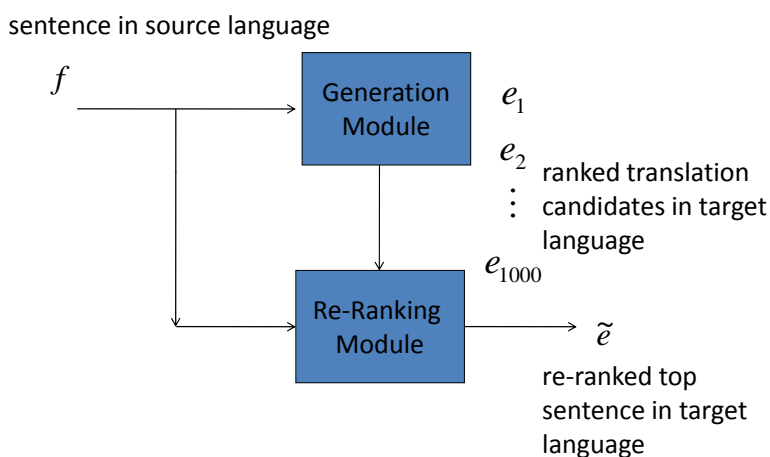 sentence in source language
f
Generation
Module
e₁
e₂
⋮
ranked translation
candidates in target
language
e₁₀₀₀
Re-Ranking
Module
ẽ
re-ranked top
sentence in target
language